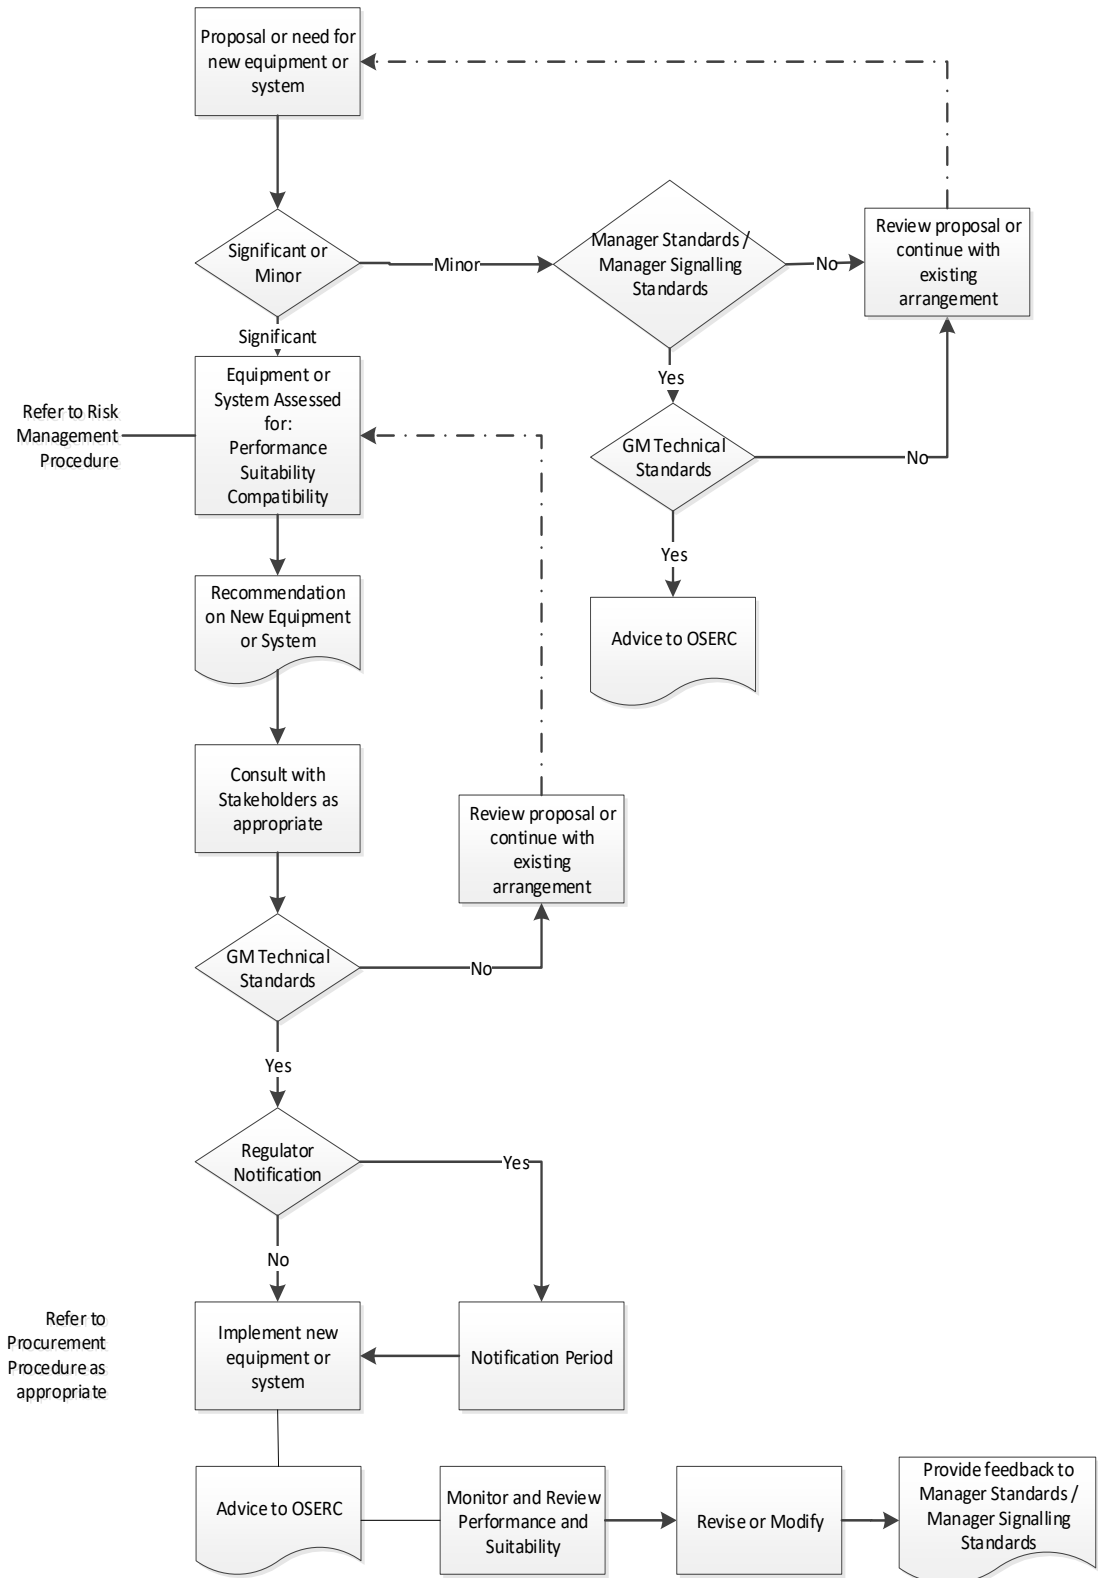 Proposal or need for
new equipment or
system
Significant or
Minor
Minor
Manager Standards /
Manager Signalling
Standards
No
Review proposal or
continue with
existing
arrangement
Significant
Yes
Equipment or
System Assessed
for:
Performance
Suitability
Compatibility
Refer to Risk
Management
Procedure
GM Technical
Standards
No
Yes
Recommendation
on New Equipment
or System
Advice to OSERC
Consult with
Stakeholders as
appropriate
Review proposal or
continue with
existing
arrangement
GM Technical
Standards
No
Yes
Regulator
Notification
Yes
No
Refer to
Procurement
Procedure as
appropriate
Implement new
equipment or
system
Notification Period
Advice to OSERC
Monitor and Review
Performance and
Suitability
Revise or Modify
Provide feedback to
Manager Standards /
Manager Signalling
Standards